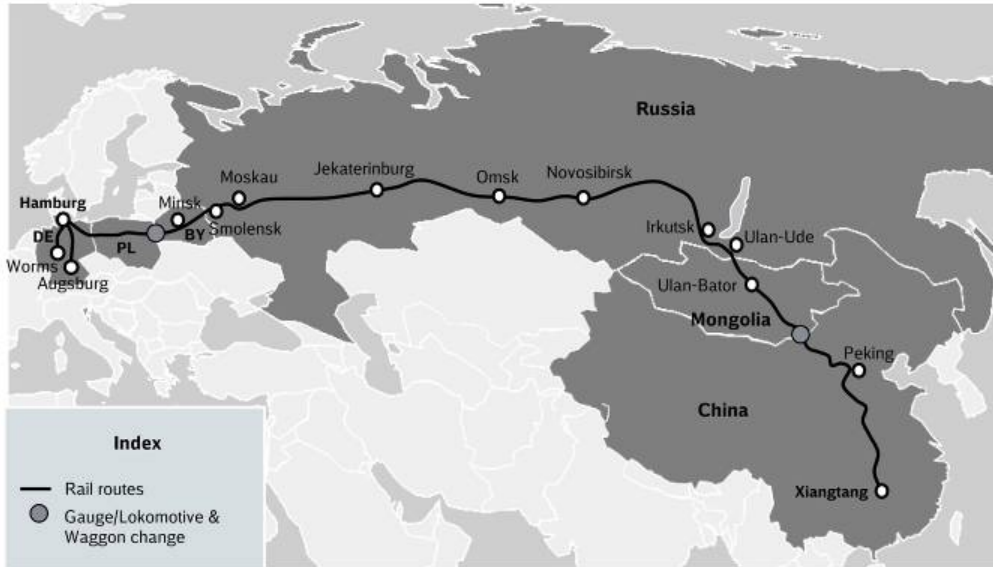 Russia
Moskau
Jekaterinburg
Omsk
Novosibirsk
Hamburg
Minsk
Smolensk
DE
PL
BY
Irkutsk
Ulan-Ude
Worms
Augsburg
Ulan-Bator
Mongolia
Peking
China
Xiangtang
Index
Rail routes
Gauge/Lokomotive &
Waggon change